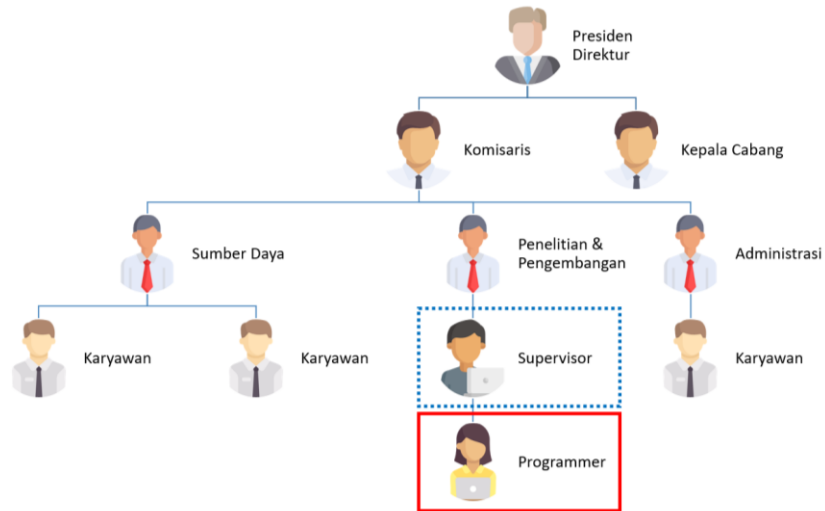 Presiden
Direktur
Komisaris
Kepala Cabang
Sumber Daya
Penelitian &
Pengembangan
Administrasi
Karyawan
Karyawan
Supervisor
Karyawan
Programmer